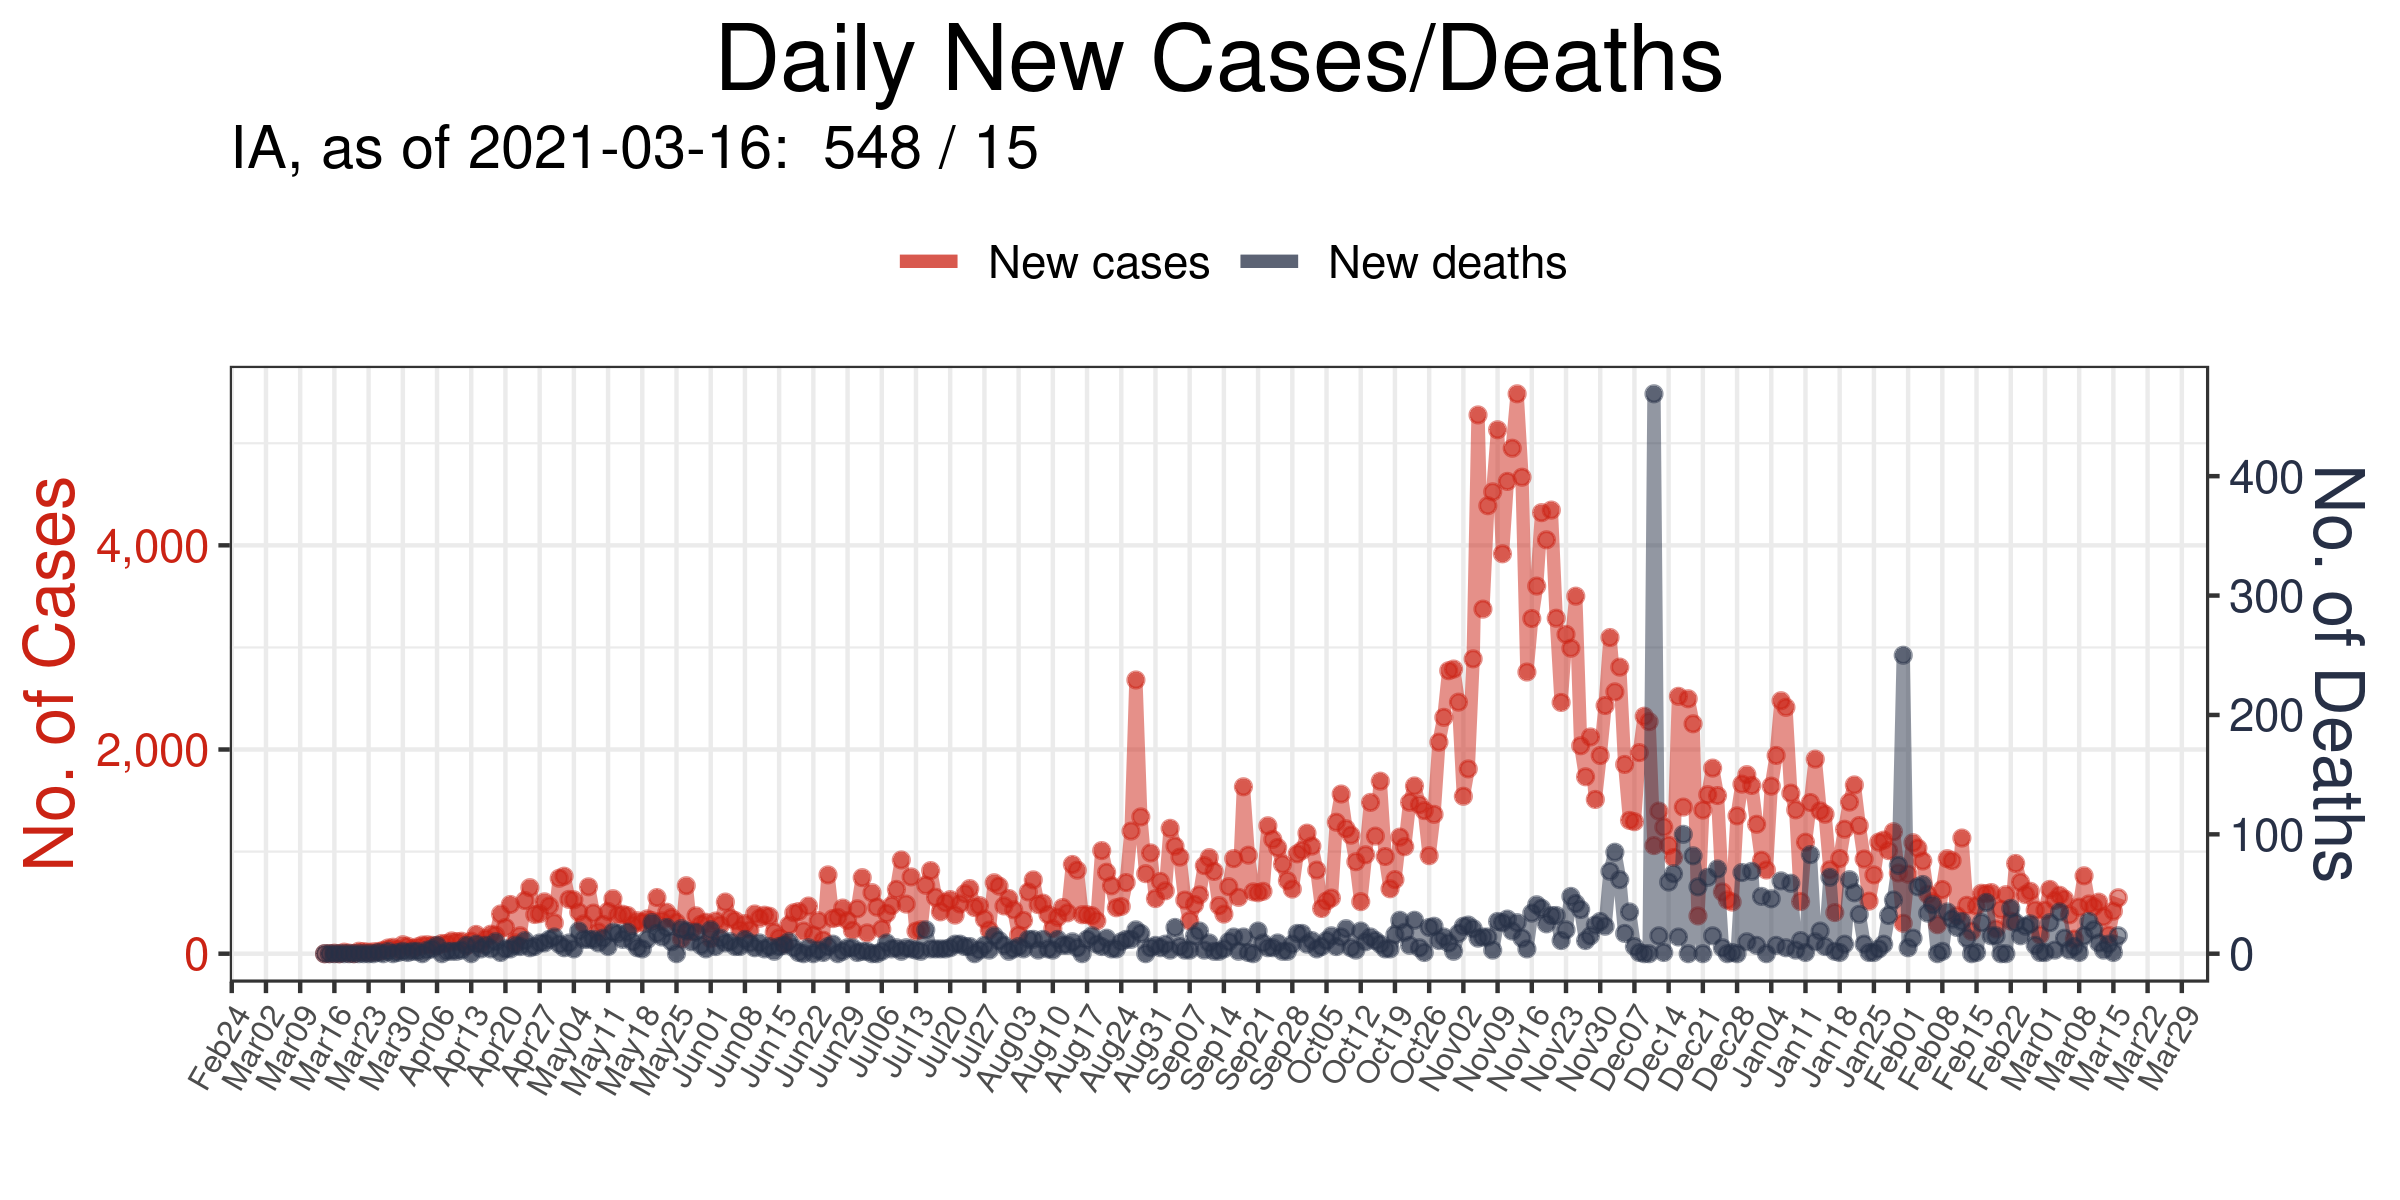 Daily New Cases/Deaths
IA, as of 2021-03-16:  548 / 15
New cases
New deaths
No. of Cases
4,000
2,000
0
400
300
200
100
0
No. of Deaths
Feb24
Mar02
Mar09
Mar16
Mar23
Mar30
Apr06
Apr13
Apr20
Apr27
May04
May11
May18
May25
Jun01
Jun08
Jun15
Jun22
Jun29
Jul06
Jul13
Jul20
Jul27
Aug03
Aug10
Aug17
Aug24
Aug31
Sep07
Sep14
Sep21
Sep28
Oct05
Oct12
Oct19
Oct26
Nov02
Nov09
Nov16
Nov23
Nov30
Dec07
Dec14
Dec21
Dec28
Jan04
Jan11
Jan18
Jan25
Feb01
Feb08
Feb15
Feb22
Mar01
Mar08
Mar15
Mar22
Mar29